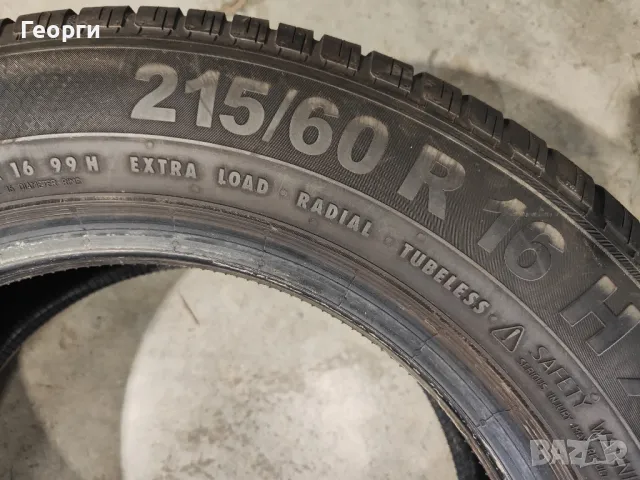 Георги
215/60 R 16 H
16 99 H EXTRA LOAD RADIAL TUBELESS
SAFETY
bazar